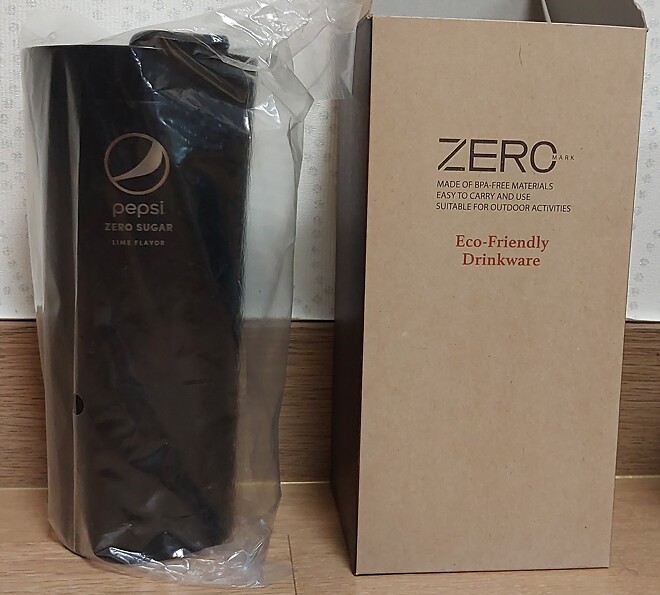 pepsi
ZERO SUGAR
LIME FLAVOR
ZERO
MARK
MADE OF BPA-FREE MATERIALS
EASY TO CARRY AND USE
SUITABLE FOR OUTDOOR ACTIVITIES
Eco-Friendly
Drinkware